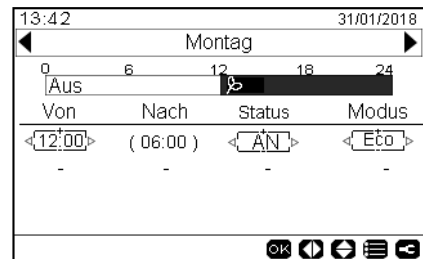 13:42 31/01/2018
Montag
0 6 12 18 24
Aus
Von Nach Status Modus
12:00 ( 06:00 ) AN Eco
- - - -
OK